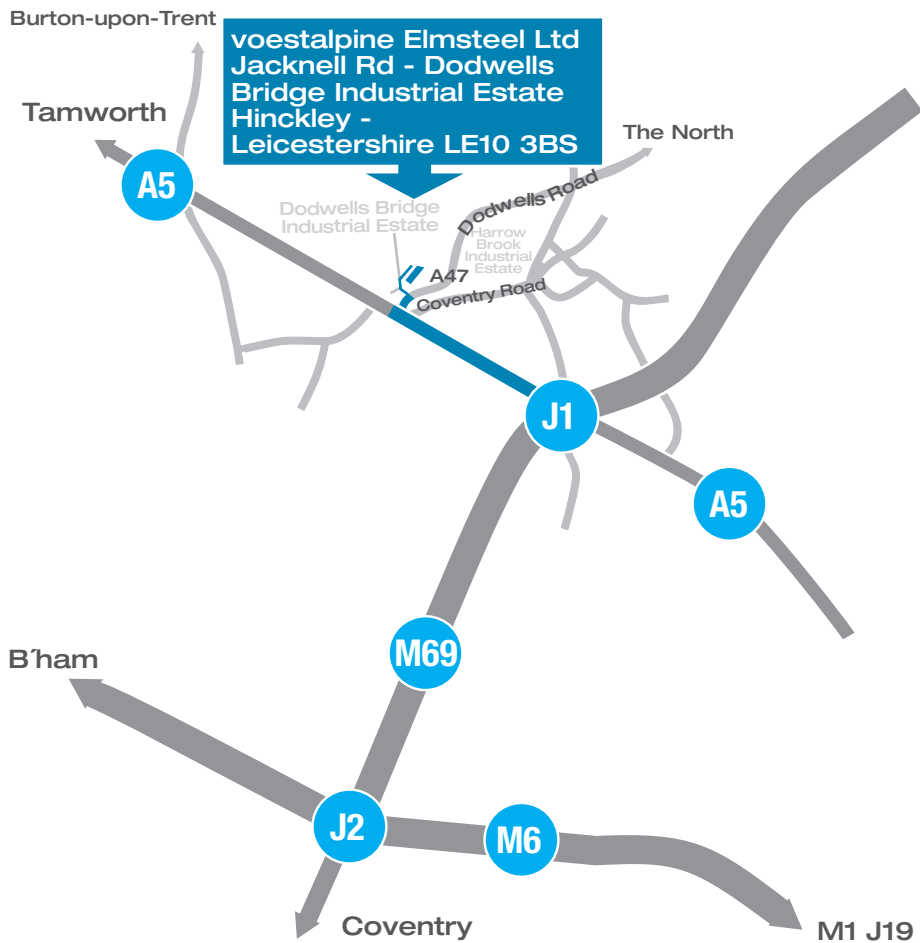 Burton-upon-Trent
voestalpine Elmsteel Ltd
Jacknell Rd - Dodwells
Bridge Industrial Estate
Hinckley -
Leicestershire LE10 3BS
Tamworth
The North
A5
Dodwells Road
Dodwells Bridge
Industrial Estate
Harrow
Brook
Industrial
Estate
A47
Coventry Road
J1
A5
M69
B´ham
J2
M6
Coventry
M1 J19